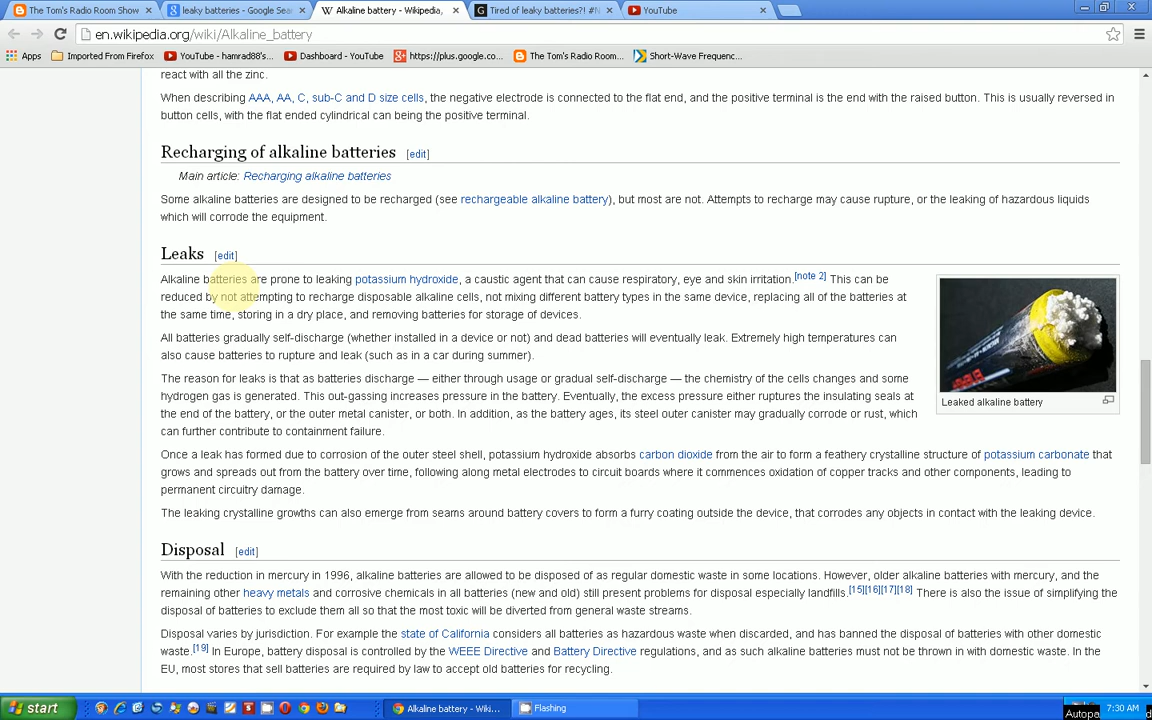 The Tom's Radio Room Show
leaky batteries - Google Sea
Alkaline battery - Wikipedia,
Tired of leaky batteries?! #N
YouTube
en.wikipedia.org/wiki/Alkaline_battery
Apps
Imported From Firefox
YouTube - hamrad88's...
Dashboard - YouTube
https://plus.google.co...
The Tom's Radio Room...
Short-Wave Frequenc...
react with all the zinc.
When describing AAA, AA, C, sub-C and D size cells, the negative electrode is connected to the flat end, and the positive terminal is the end with the raised button. This is usually reversed in
button cells, with the flat ended cylindrical can being the positive terminal.
Recharging of alkaline batteries [edit]
Main article: Recharging alkaline batteries
Some alkaline batteries are designed to be recharged (see rechargeable alkaline battery), but most are not. Attempts to recharge may cause rupture, or the leaking of hazardous liquids
which will corrode the equipment.
Leaks [edit]
Alkaline batteries are prone to leaking potassium hydroxide, a caustic agent that can cause respiratory, eye and skin irritation.[note 2] This can be
reduced by not attempting to recharge disposable alkaline cells, not mixing different battery types in the same device, replacing all of the batteries at
the same time, storing in a dry place, and removing batteries for storage of devices.
All batteries gradually self-discharge (whether installed in a device or not) and dead batteries will eventually leak. Extremely high temperatures can
also cause batteries to rupture and leak (such as in a car during summer).
The reason for leaks is that as batteries discharge — either through usage or gradual self-discharge — the chemistry of the cells changes and some
hydrogen gas is generated. This out-gassing increases pressure in the battery. Eventually, the excess pressure either ruptures the insulating seals at
the end of the battery, or the outer metal canister, or both. In addition, as the battery ages, its steel outer canister may gradually corrode or rust, which
can further contribute to containment failure.
Leaked alkaline battery
Once a leak has formed due to corrosion of the outer steel shell, potassium hydroxide absorbs carbon dioxide from the air to form a feathery crystalline structure of potassium carbonate that
grows and spreads out from the battery over time, following along metal electrodes to circuit boards where it commences oxidation of copper tracks and other components, leading to
permanent circuitry damage.
The leaking crystalline growths can also emerge from seams around battery covers to form a furry coating outside the device, that corrodes any objects in contact with the leaking device.
Disposal [edit]
With the reduction in mercury in 1996, alkaline batteries are allowed to be disposed of as regular domestic waste in some locations. However, older alkaline batteries with mercury, and the
remaining other heavy metals and corrosive chemicals in all batteries (new and old) still present problems for disposal especially landfills.[15][16][17][18] There is also the issue of simplifying the
disposal of batteries to exclude them all so that the most toxic will be diverted from general waste streams.
Disposal varies by jurisdiction. For example the state of California considers all batteries as hazardous waste when discarded, and has banned the disposal of batteries with other domestic
waste.[19] In Europe, battery disposal is controlled by the WEEE Directive and Battery Directive regulations, and as such alkaline batteries must not be thrown in with domestic waste. In the
EU, most stores that sell batteries are required by law to accept old batteries for recycling.
start
Alkaline battery - Wiki...
Flashing
7:30 AM
Autopa